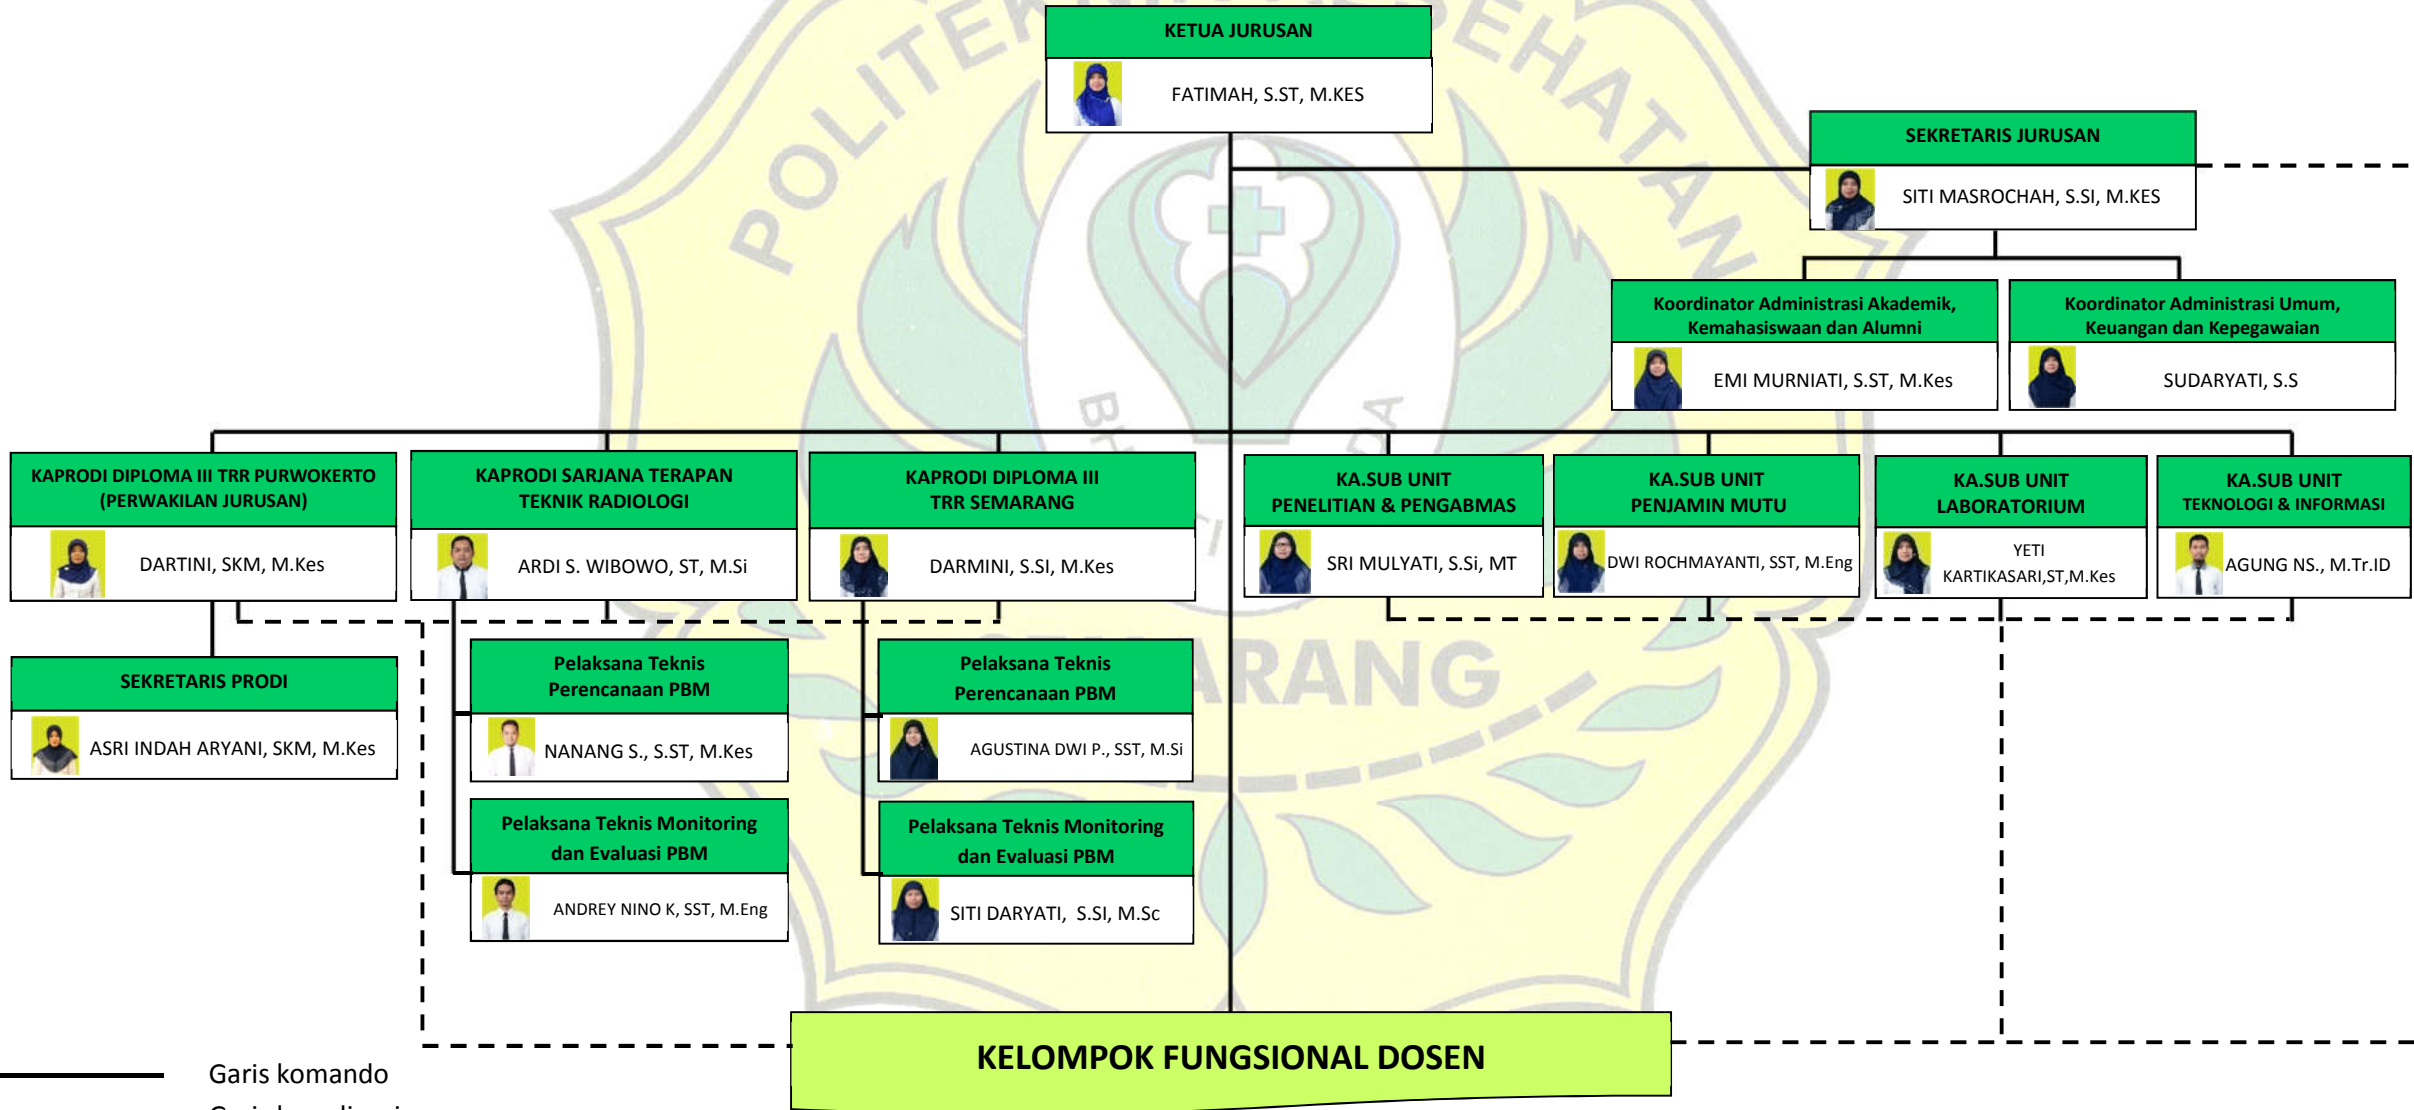 KETUA JURUSAN
FATIMAH, S.ST, M.KES
SEKRETARIS JURUSAN
SITI MASROCHAH, S.SI, M.KES
Koordinator Administrasi Akademik,
Kemahasiswaan dan Alumni
EMI MURNIATI, S.ST, M.Kes
Koordinator Administrasi Umum,
Keuangan dan Kepegawaian
SUDARYATI, S.S
KAPRODI DIPLOMA III TRR PURWOKERTO
(PERWAKILAN JURUSAN)
DARTINI, SKM, M.Kes
KAPRODI SARJANA TERAPAN
TEKNIK RADIOLOGI
ARDI S. WIBOWO, ST, M.Si
KAPRODI DIPLOMA III
TRR SEMARANG
DARMINI, S.SI, M.Kes
KA.SUB UNIT
PENELITIAN & PENGABMAS
SRI MULYATI, S.Si, MT
KA.SUB UNIT
PENJAMIN MUTU
DWI ROCHMAYANTI, SST, M.Eng
KA.SUB UNIT
LABORATORIUM
YETI
KARTIKASARI,ST,M.Kes
KA.SUB UNIT
TEKNOLOGI & INFORMASI
AGUNG NS., M.Tr.ID
SEKRETARIS PRODI
ASRI INDAH ARYANI, SKM, M.Kes
Pelaksana Teknis
Perencanaan PBM
NANANG S., S.ST, M.Kes
Pelaksana Teknis Monitoring
dan Evaluasi PBM
ANDREY NINO K, SST, M.Eng
Pelaksana Teknis
Perencanaan PBM
AGUSTINA DWI P., SST, M.Si
Pelaksana Teknis Monitoring
dan Evaluasi PBM
SITI DARYATI, S.SI, M.Sc
KELOMPOK FUNGSIONAL DOSEN
Garis komando